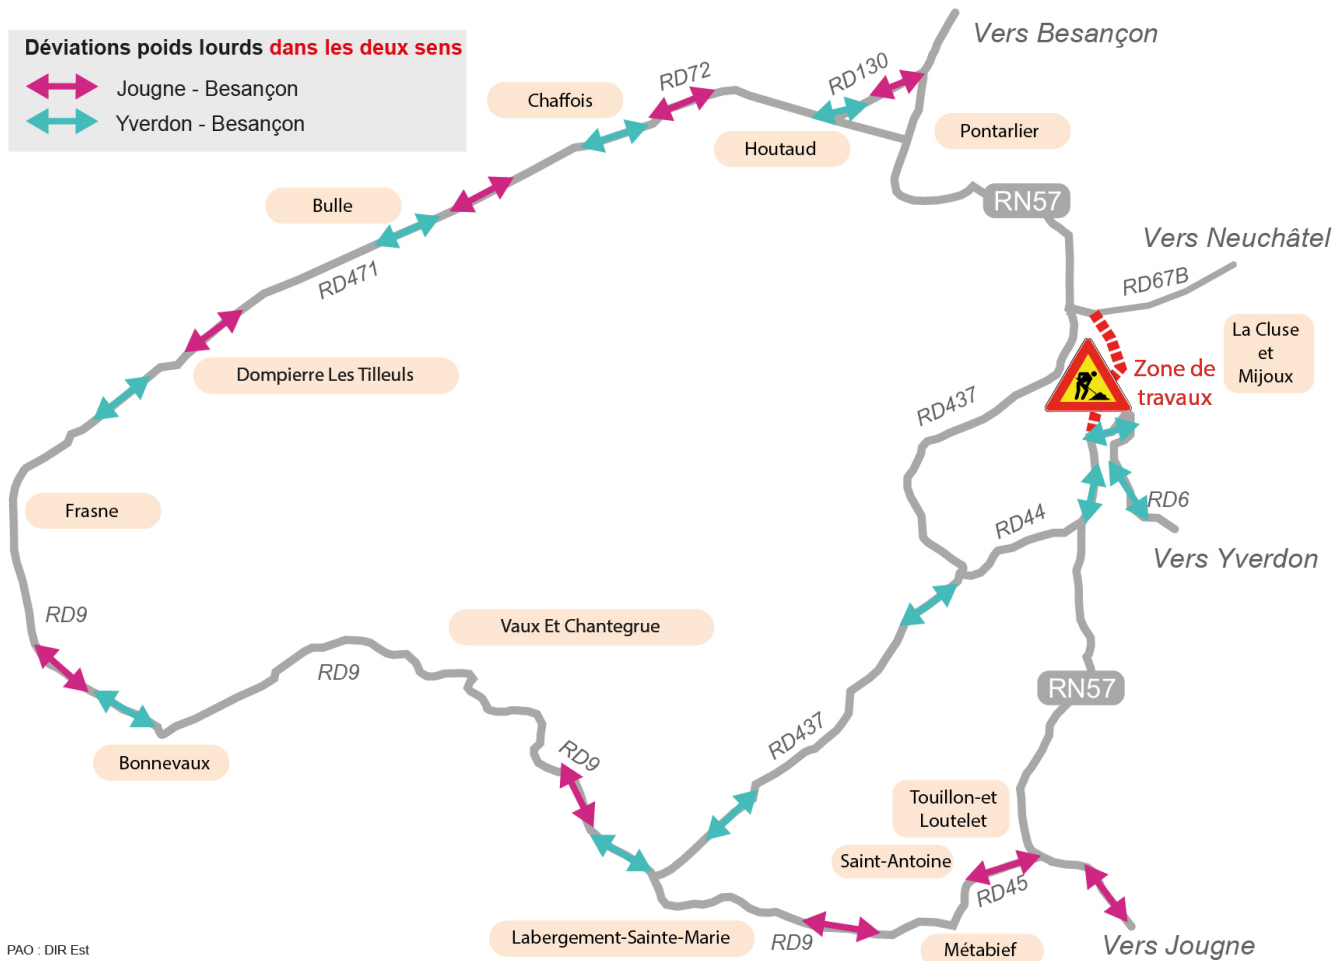 Déviations poids lourds dans les deux sens
Jougne - Besançon
Yverdon - Besançon
Vers Besançon
RD72
RD130
Chaffois
Houtaud
Pontarlier
Bulle
RN57
Vers Neuchâtel
RD471
RD67B
La Cluse
et
Mijoux
Dompierre Les Tilleuls
Zone de
travaux
RD437
Frasne
RD44
RD6
Vers Yverdon
RD9
Vaux Et Chantegrue
RD9
RN57
Bonnevaux
RD9
RD437
Touillon-et
Loutelet
Saint-Antoine
RD45
Labergement-Sainte-Marie
RD9
Métabief
Vers Jougne
PAO : DIR Est